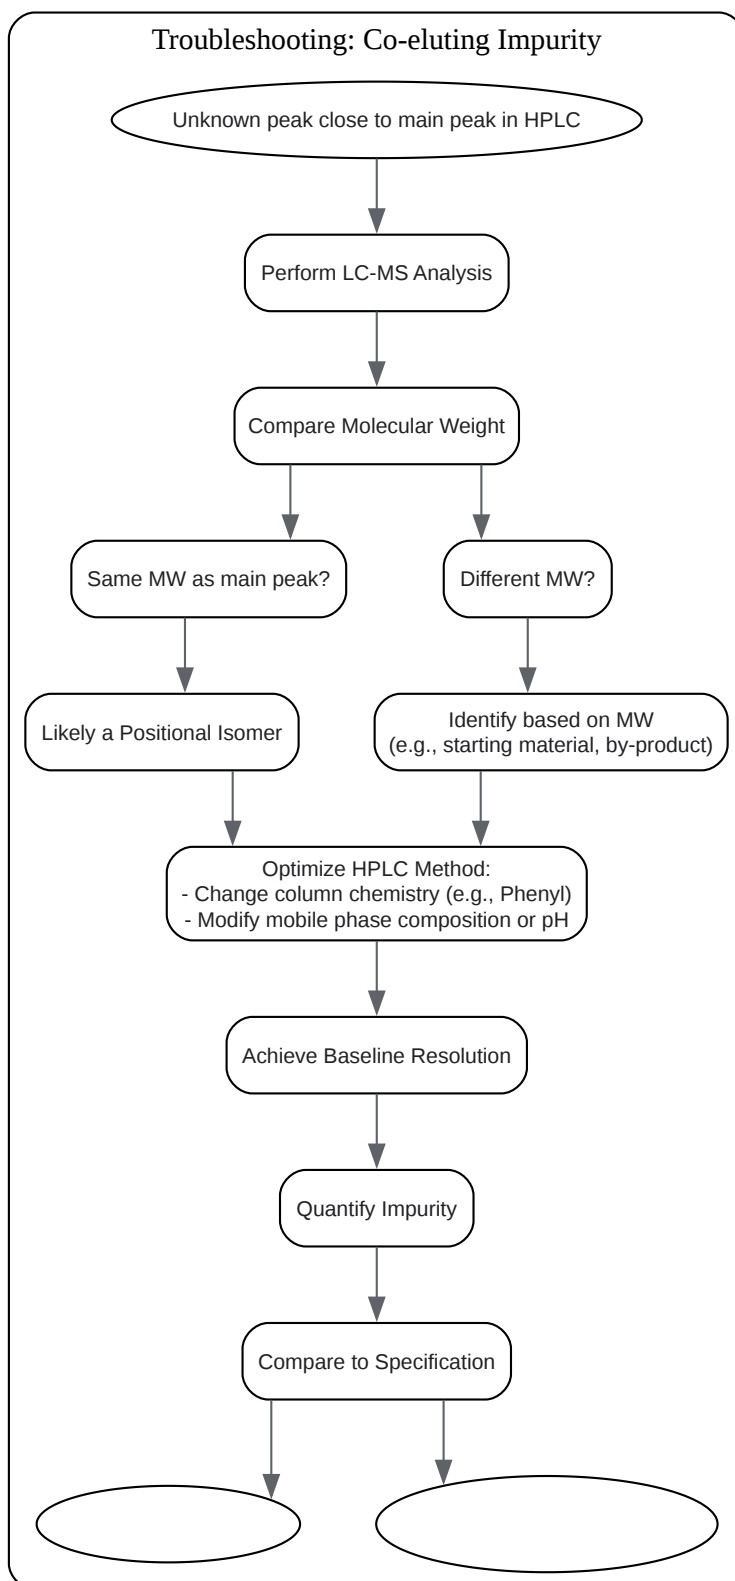 Troubleshooting: Co-eluting Impurity
Unknown peak close to main peak in HPLC
Perform LC-MS Analysis
Compare Molecular Weight
Same MW as main peak?
Different MW?
Likely a Positional Isomer
Identify based on MW
(e.g., starting material, by-product)
Optimize HPLC Method:
- Change column chemistry (e.g., Phenyl)
- Modify mobile phase composition or pH
Achieve Baseline Resolution
Quantify Impurity
Compare to Specification